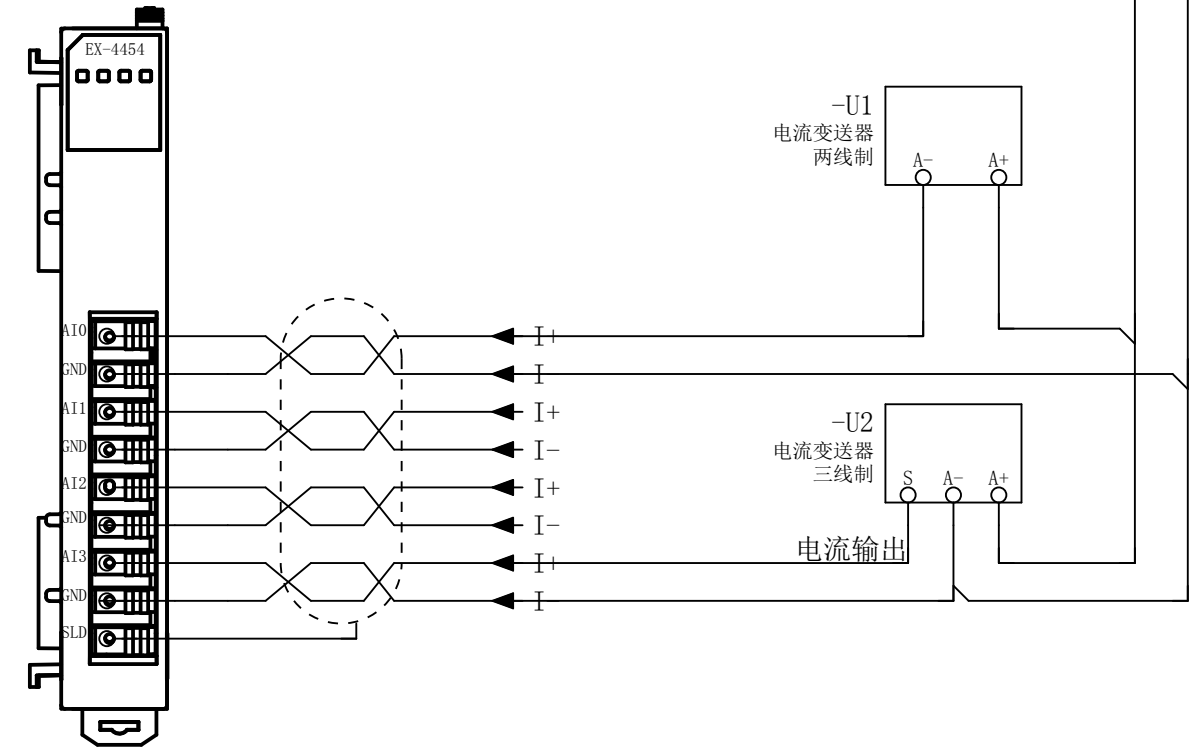 EX-4454
-U1
电流变送器
两线制
A-
A+
AI0
I+
GND
I
AI1
I+
-U2
GND
I-
电流变送器
三线制
S
A-
A+
AI2
I+
GND
I-
电流输出
AI3
I+
GND
I
SLD